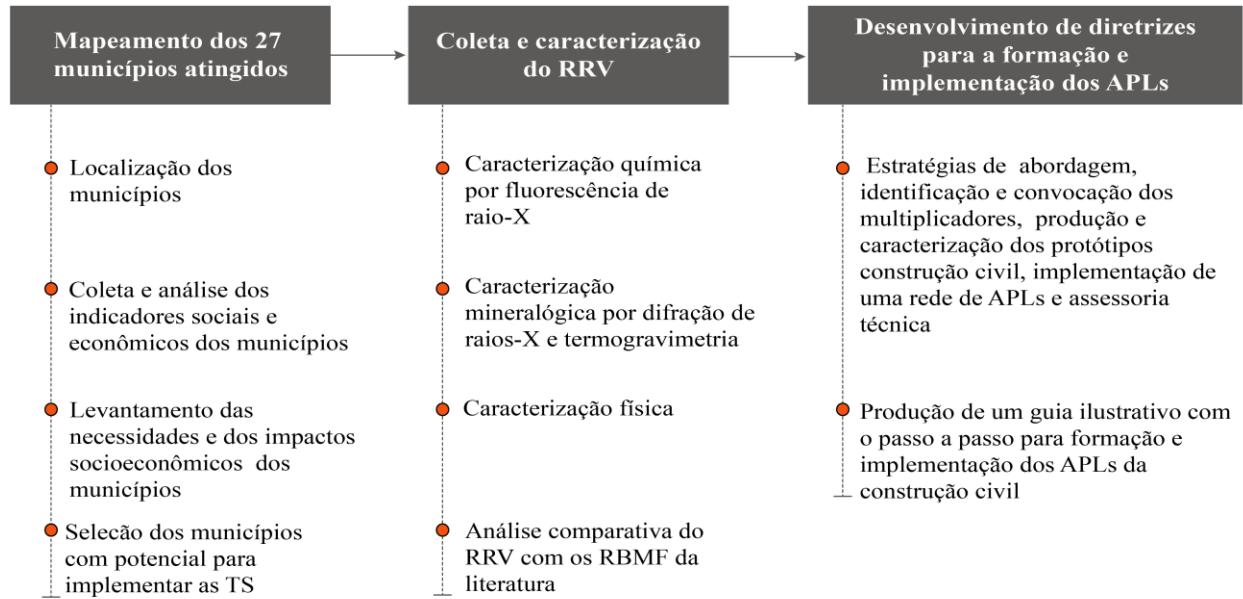 Mapeamento dos 27
municípios atingidos
Localização dos
municípios
Coleta e análise dos
indicadores sociais e
econômicos dos municípios
Levantamento das
necessidades e dos impactos
socioeconômicos dos
municípios
Seleção dos municípios
com potencial para
implementar as TS
Coleta e caracterização
do RRV
Caracterização química
por fluorescência de
raio-X
Caracterização
mineralógica por difração de
raios-X e termogravimetria
Caracterização física
Análise comparativa do
RRV com os RBMF da
literatura
Desenvolvimento de diretrizes
para a formação e
implementação dos APLs
Estratégias de abordagem,
identificação e convocação dos
multiplicadores, produção e
caracterização dos protótipos
construção civil, implementação de
uma rede de APLs e assessoria
técnica
Produção de um guia ilustrativo com
o passo a passo para formação e
implementação dos APLs da
construção civil